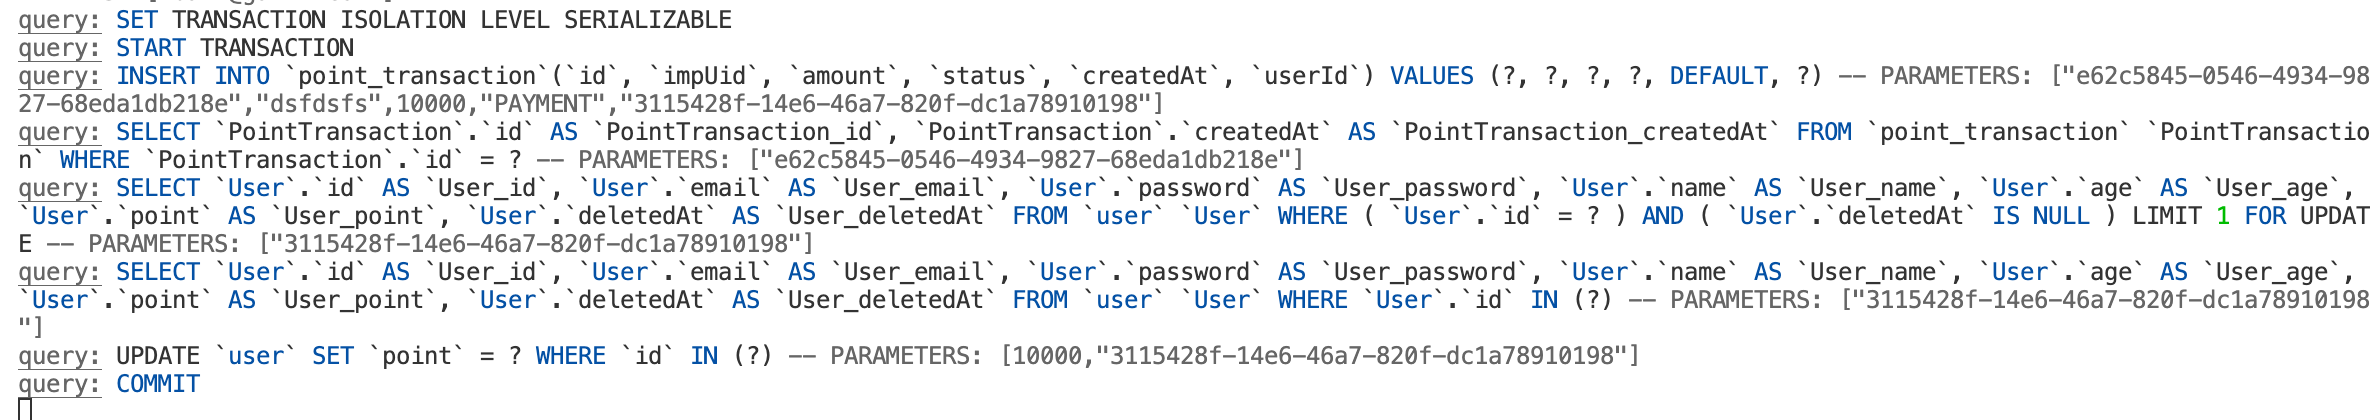 query: SET TRANSACTION ISOLATION LEVEL SERIALIZABLE
query: START TRANSACTION
query: INSERT INTO `point_transaction`(`id`, `impUid`, `amount`, `status`, `createdAt`, `userId`) VALUES (?, ?, ?, ?, DEFAULT, ?) -- PARAMETERS: ["e62c5845-0546-4934-98
27-68eda1db218e","dsfdsfs",10000,"PAYMENT","3115428f-14e6-46a7-820f-dc1a78910198"]
query: SELECT `PointTransaction`.`id` AS `PointTransaction_id`, `PointTransaction`.`createdAt` AS `PointTransaction_createdAt` FROM `point_transaction` `PointTransactio
n` WHERE `PointTransaction`.`id` = ? -- PARAMETERS: ["e62c5845-0546-4934-9827-68eda1db218e"]
query: SELECT `User`.`id` AS `User_id`, `User`.`email` AS `User_email`, `User`.`password` AS `User_password`, `User`.`name` AS `User_name`, `User`.`age` AS `User_age`,
`User`.`point` AS `User_point`, `User`.`deletedAt` AS `User_deletedAt` FROM `user` `User` WHERE ( `User`.`id` = ? ) AND ( `User`.`deletedAt` IS NULL ) LIMIT 1 FOR UPDAT
E -- PARAMETERS: ["3115428f-14e6-46a7-820f-dc1a78910198"]
query: SELECT `User`.`id` AS `User_id`, `User`.`email` AS `User_email`, `User`.`password` AS `User_password`, `User`.`name` AS `User_name`, `User`.`age` AS `User_age`,
`User`.`point` AS `User_point`, `User`.`deletedAt` AS `User_deletedAt` FROM `user` `User` WHERE `User`.`id` IN (?) -- PARAMETERS: ["3115428f-14e6-46a7-820f-dc1a78910198
"]
query: UPDATE `user` SET `point` = ? WHERE `id` IN (?) -- PARAMETERS: [10000,"3115428f-14e6-46a7-820f-dc1a78910198"]
query: COMMIT